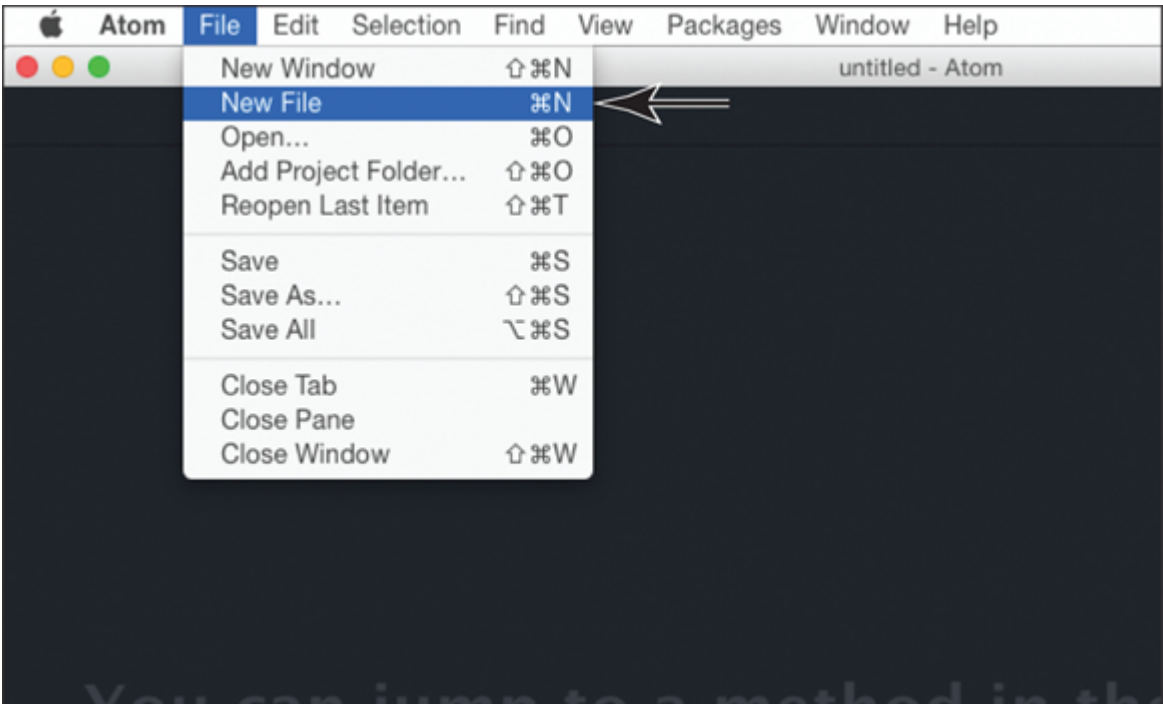 Atom File Edit Selection Find View Packages Window Help
untitled - Atom
New Window ⇧⌘N
New File ⌘N
Open... ⌘O
Add Project Folder... ⇧⌘O
Reopen Last Item ⇧⌘T
Save ⌘S
Save As... ⇧⌘S
Save All ⌥⌘S
Close Tab ⌘W
Close Pane
Close Window ⇧⌘W
You can jump to a method in the